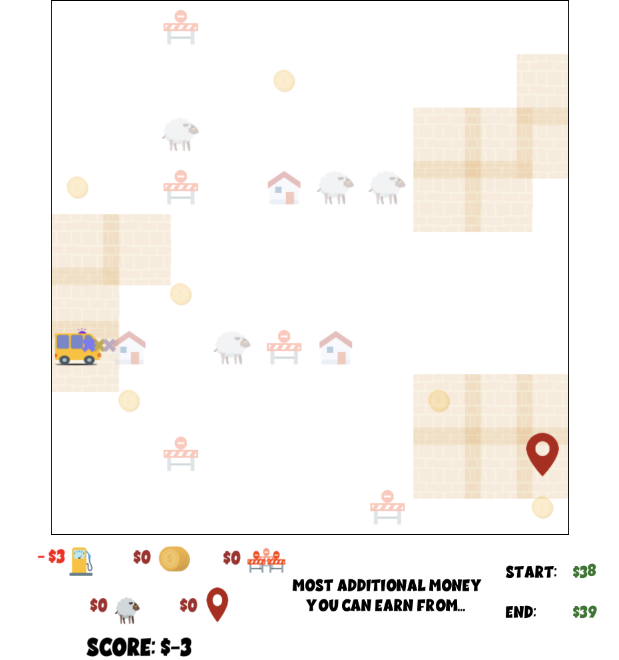 - $3 $0 $0
$0 $0
SCORE: $-3
MOST ADDITIONAL MONEY
YOU CAN EARN FROM...
START: $38
END: $39